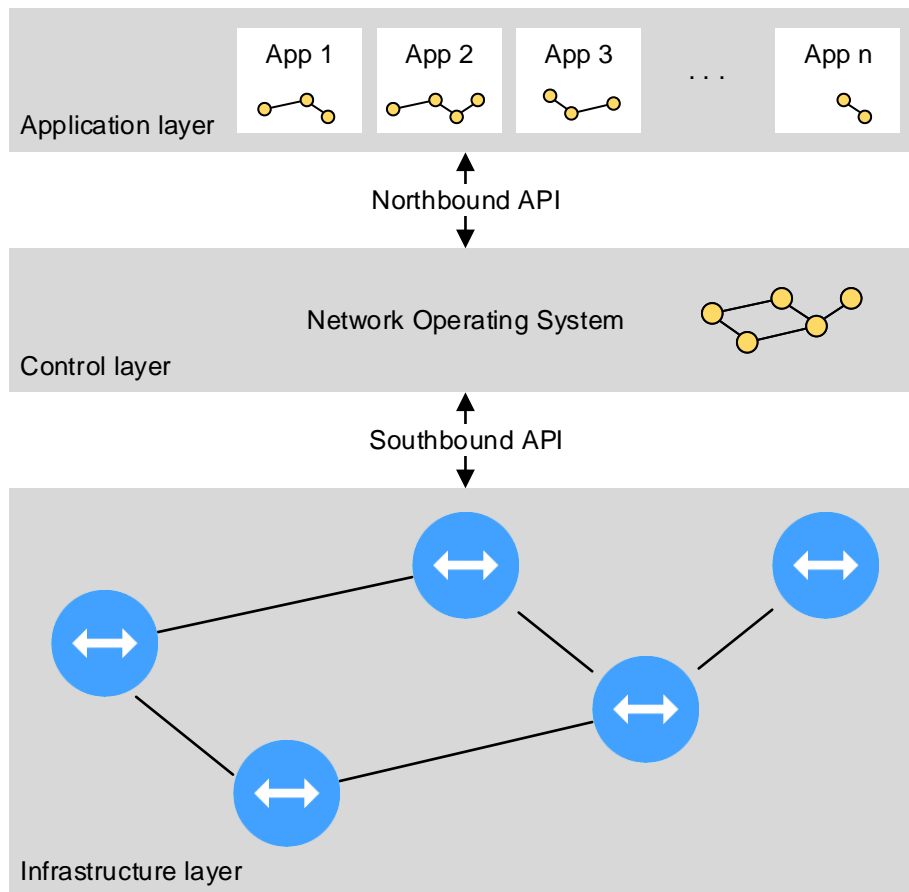 App 1
App 2
App 3
. . .
App n
Application layer
Northbound API
Network Operating System
Control layer
Southbound API
Infrastructure layer